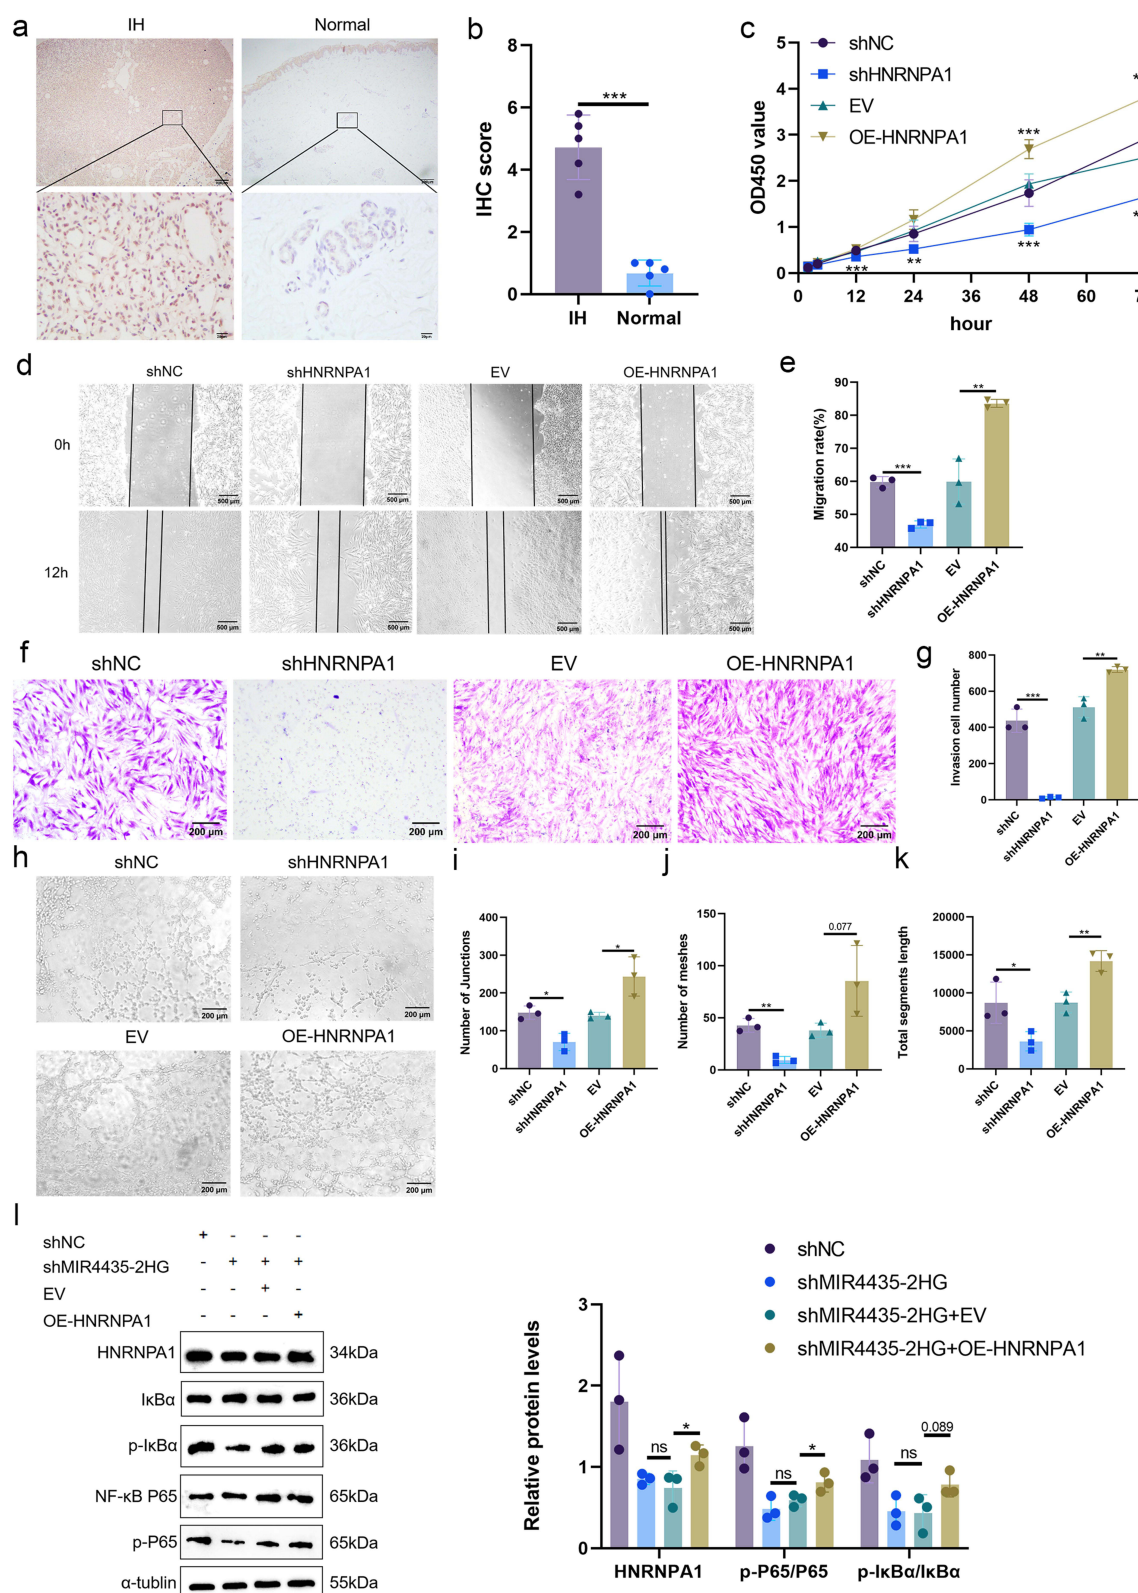 a
IH
Normal
b
IHC score
8
6
4
2
0
***
IH
Normal
c
shNC
shHNRNPA1
EV
OE-HNRNPA1
OD450 value
5
4
3
2
1
0
***
***
**
***
0
12
24
36
48
60
hour
d
shNC
shHNRNPA1
EV
OE-HNRNPA1
0h
500 μm
500 μm
500 μm
500 μm
12h
500 μm
500 μm
500 μm
500 μm
e
Migration rate(%)
90
80
70
60
50
40
***
**
shNC
shHNRNPA1
EV
OE-HNRNPA1
f
shNC
shHNRNPA1
EV
OE-HNRNPA1
200 μm
200 μm
200 μm
200 μm
g
Invasion cell number
800
600
400
200
0
***
**
shNC
shHNRNPA1
EV
OE-HNRNPA1
h
shNC
shHNRNPA1
200 μm
200 μm
EV
OE-HNRNPA1
200 μm
200 μm
i
Number of Junctions
400
300
200
100
0
*
*
shNC
shHNRNPA1
EV
OE-HNRNPA1
j
Number of meshes
150
100
50
0
**
0.077
shNC
shHNRNPA1
EV
OE-HNRNPA1
k
Total segments length
20000
15000
10000
5000
0
*
**
shNC
shHNRNPA1
EV
OE-HNRNPA1
l
shNC + - - -
shMIR4435-2HG - + + +
EV - - + -
OE-HNRNPA1 - - - +
HNRNPA1 34kDa
IκBα 36kDa
p-IκBα 36kDa
NF-κB P65 65kDa
p-P65 65kDa
α-tublin 55kDa
shNC
shMIR4435-2HG
shMIR4435-2HG+EV
shMIR4435-2HG+OE-HNRNPA1
Relative protein levels
3
2
1
0
ns
*
ns
*
ns
0.089
HNRNPA1
p-P65/P65
p-IκBα/IκBα